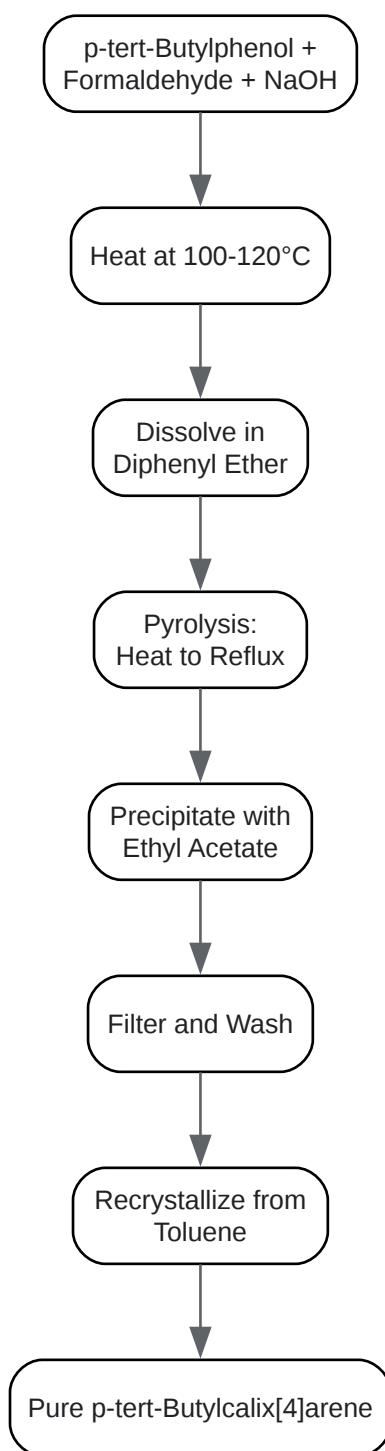 p-tert-Butylphenol +
Formaldehyde + NaOH
Heat at 100-120°C
Dissolve in
Diphenyl Ether
Pyrolysis:
Heat to Reflux
Precipitate with
Ethyl Acetate
Filter and Wash
Recrystallize from
Toluene
Pure p-tert-Butylcalix[4]arene